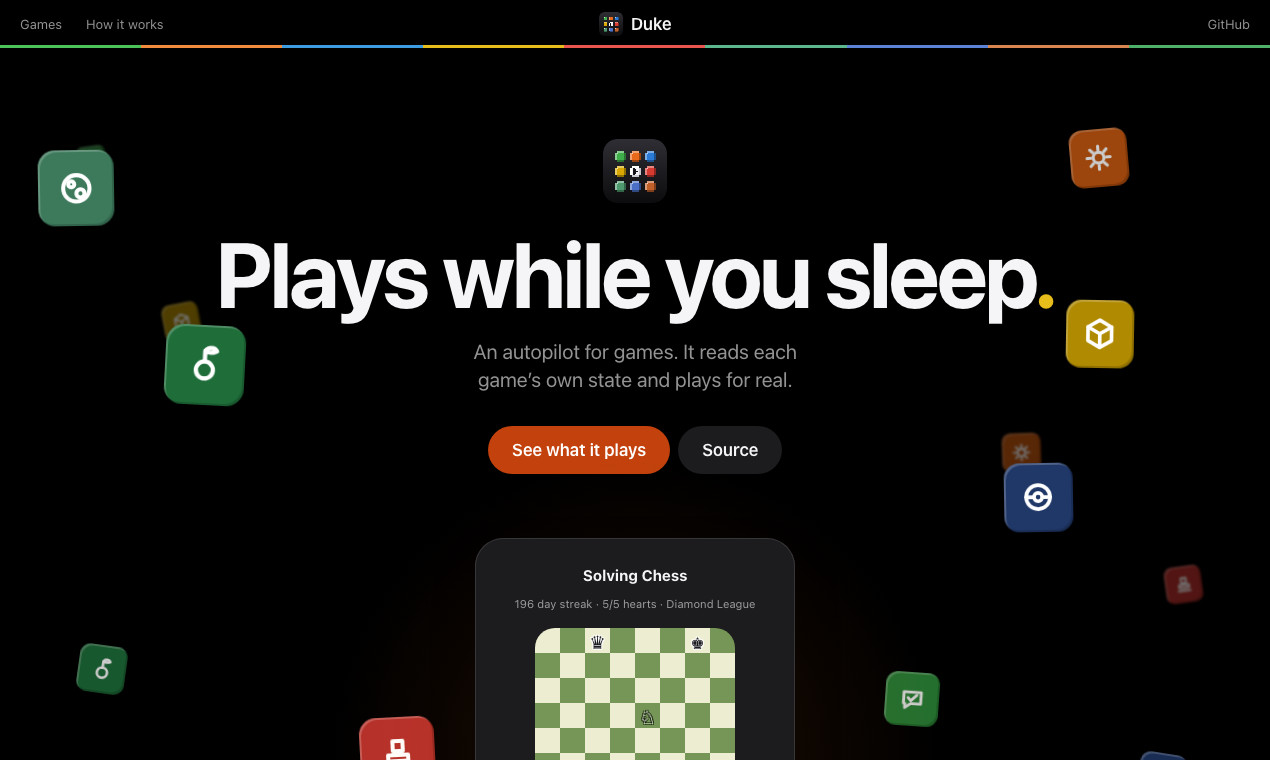 Games
How it works
Duke
GitHub
Plays while you sleep.
An autopilot for games. It reads each
game’s own state and plays for real.
See what it plays
Source
Solving Chess
196 day streak · 5/5 hearts · Diamond League